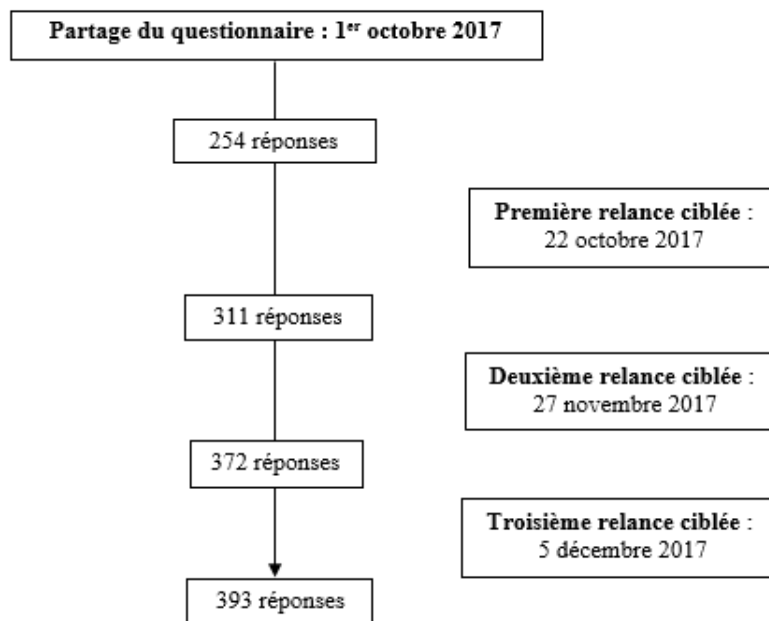 Partage du questionnaire : 1er octobre 2017
254 réponses
Première relance ciblée :
22 octobre 2017
311 réponses
Deuxième relance ciblée :
27 novembre 2017
372 réponses
Troisième relance ciblée :
5 décembre 2017
393 réponses